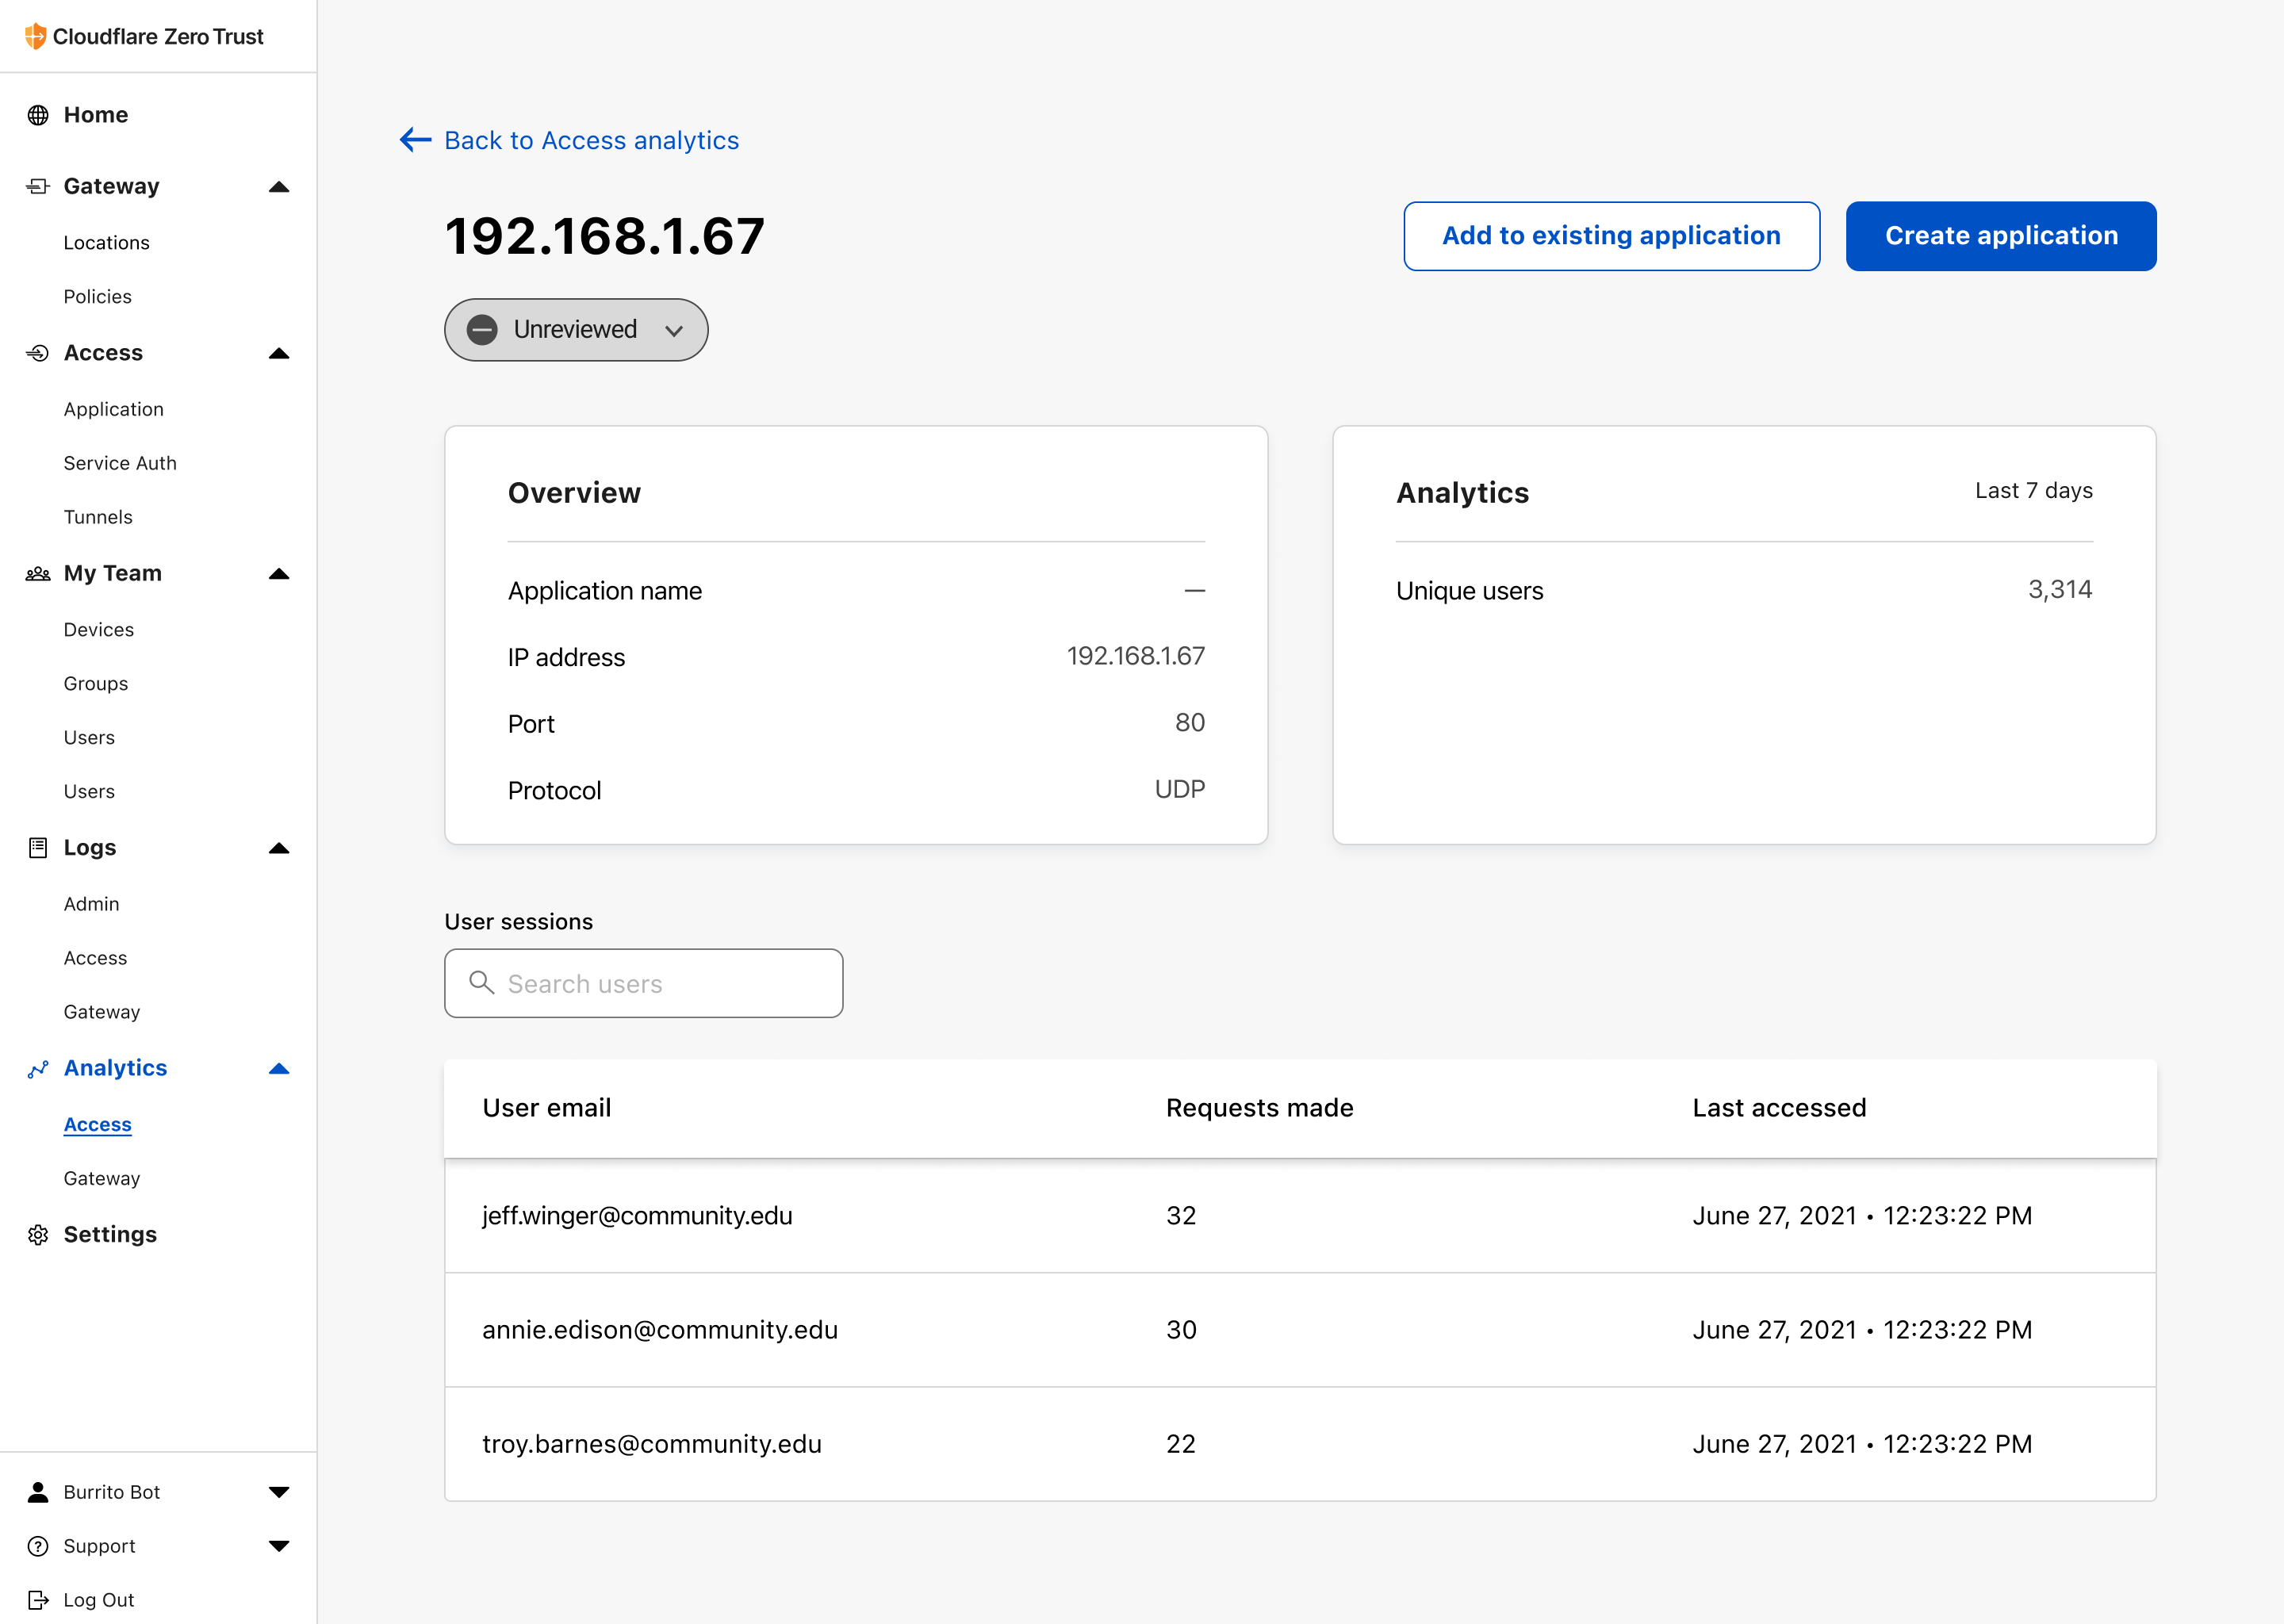 Cloudflare Zero Trust
Home
Gateway
Locations
Policies
Access
Application
Service Auth
Tunnels
My Team
Devices
Groups
Users
Users
Logs
Admin
Access
Gateway
Analytics
Access
Gateway
Settings
Burrito Bot
Support
Log Out
Back to Access analytics
192.168.1.67
Add to existing application
Create application
Unreviewed
Overview
Application name —
IP address 192.168.1.67
Port 80
Protocol UDP
Analytics Last 7 days
Unique users 3,314
User sessions
Search users
User email Requests made Last accessed
jeff.winger@community.edu 32 June 27, 2021 • 12:23:22 PM
annie.edison@community.edu 30 June 27, 2021 • 12:23:22 PM
troy.barnes@community.edu 22 June 27, 2021 • 12:23:22 PM